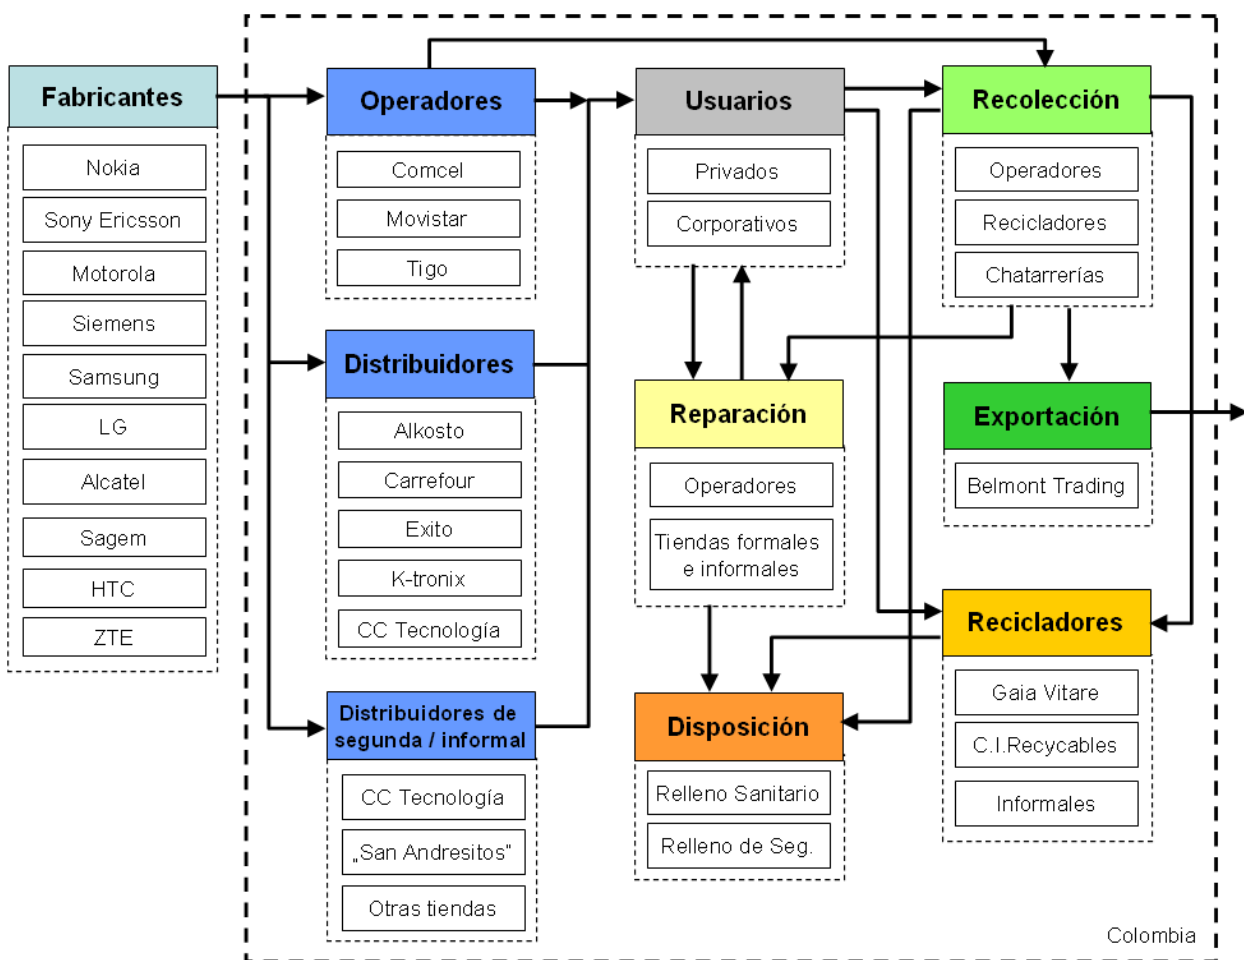 Fabricantes
Nokia
Sony Ericsson
Motorola
Siemens
Samsung
LG
Alcatel
Sagem
HTC
ZTE
Operadores
Comcel
Movistar
Tigo
Distribuidores
Alkosto
Carrefour
Exito
K-tronix
CC Tecnología
Distribuidores de
segunda / informal
CC Tecnología
„San Andresitos"
Otras tiendas
Usuarios
Privados
Corporativos
Reparación
Operadores
Tiendas formales
e informales
Disposición
Relleno Sanitario
Relleno de Seg.
Recolección
Operadores
Recicladores
Chatarrerías
Exportación
Belmont Trading
Recicladores
Gaia Vitare
C.I.Recycables
Informales
Colombia